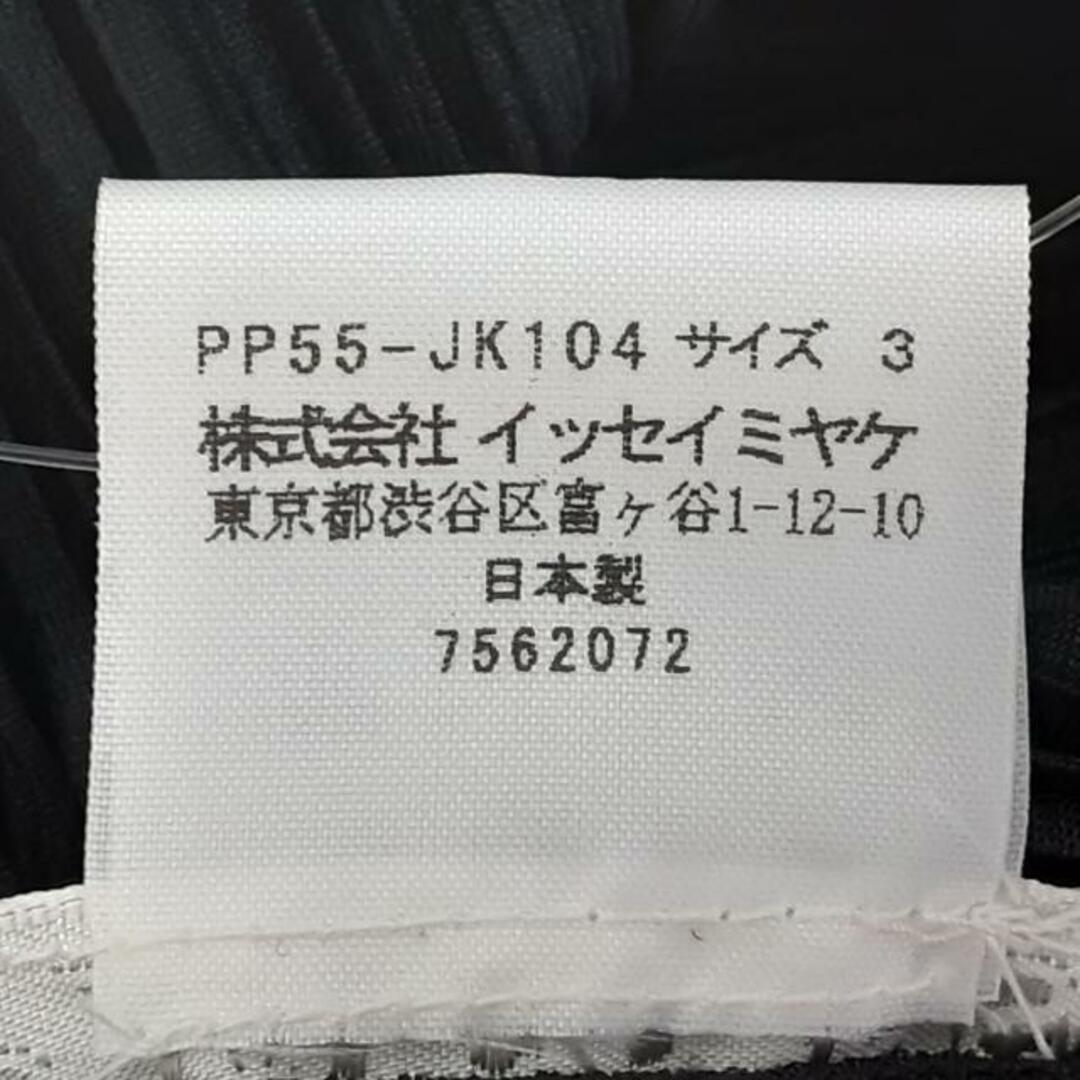 PP55-JK104 サイズ 3
株式会社 イッセイミヤケ
東京都渋谷区富ヶ谷1-12-10
日本製
7562072